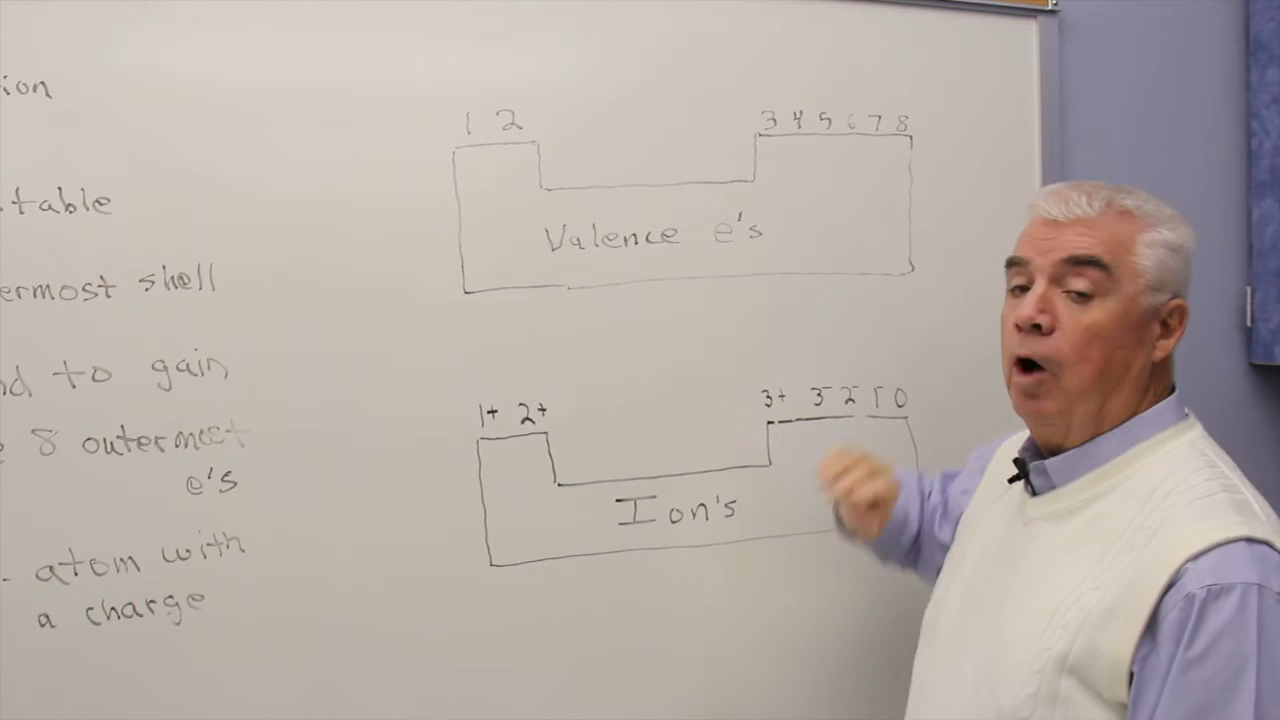 ion
table
ermost shell
nd to gain
8 outermost
e's
- atom with
a charge
1 2 3 4 5 6 7 8
Valence e's
1+ 2+ 3+ 3- 2- 1- 0
Ion's